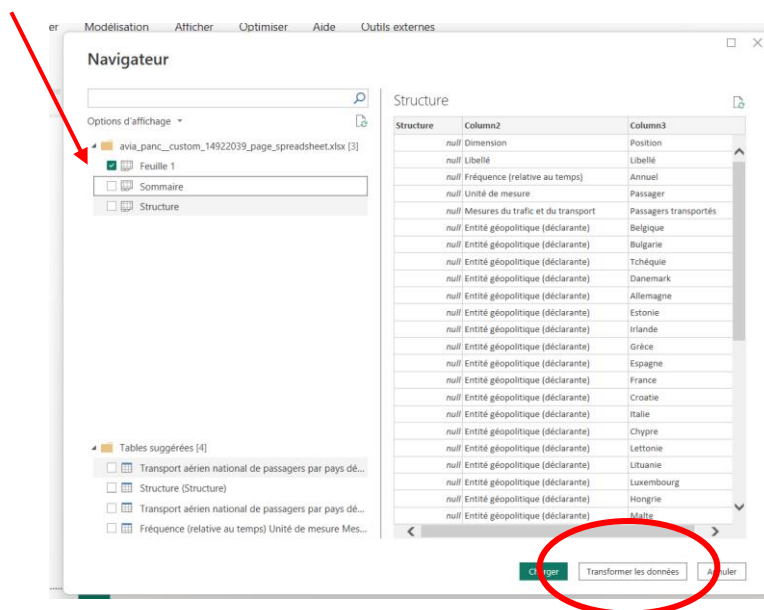 er Modélisation Afficher Optimiser Aide Outils externes
Navigateur
Options d'affichage
avia_panc__custom_14922039_page_spreadsheet.xlsx [3]
Feuille 1
Sommaire
Structure
Tables suggérées [4]
Transport aérien national de passagers par pays dé...
Structure (Structure)
Transport aérien national de passagers par pays dé...
Fréquence (relative au temps) Unité de mesure Mes...
Structure
Structure Column2 Column3
null Dimension Position
null Libellé Libellé
null Fréquence (relative au temps) Annuel
null Unité de mesure Passager
null Mesures du trafic et du transport Passagers transportés
null Entité géopolitique (déclarante) Belgique
null Entité géopolitique (déclarante) Bulgarie
null Entité géopolitique (déclarante) Tchéquie
null Entité géopolitique (déclarante) Danemark
null Entité géopolitique (déclarante) Allemagne
null Entité géopolitique (déclarante) Estonie
null Entité géopolitique (déclarante) Irlande
null Entité géopolitique (déclarante) Grèce
null Entité géopolitique (déclarante) Espagne
null Entité géopolitique (déclarante) France
null Entité géopolitique (déclarante) Croatie
null Entité géopolitique (déclarante) Italie
null Entité géopolitique (déclarante) Chypre
null Entité géopolitique (déclarante) Lettonie
null Entité géopolitique (déclarante) Lituanie
null Entité géopolitique (déclarante) Luxembourg
null Entité géopolitique (déclarante) Hongrie
null Entité géopolitique (déclarante) Malte
Charger Transformer les données Annuler